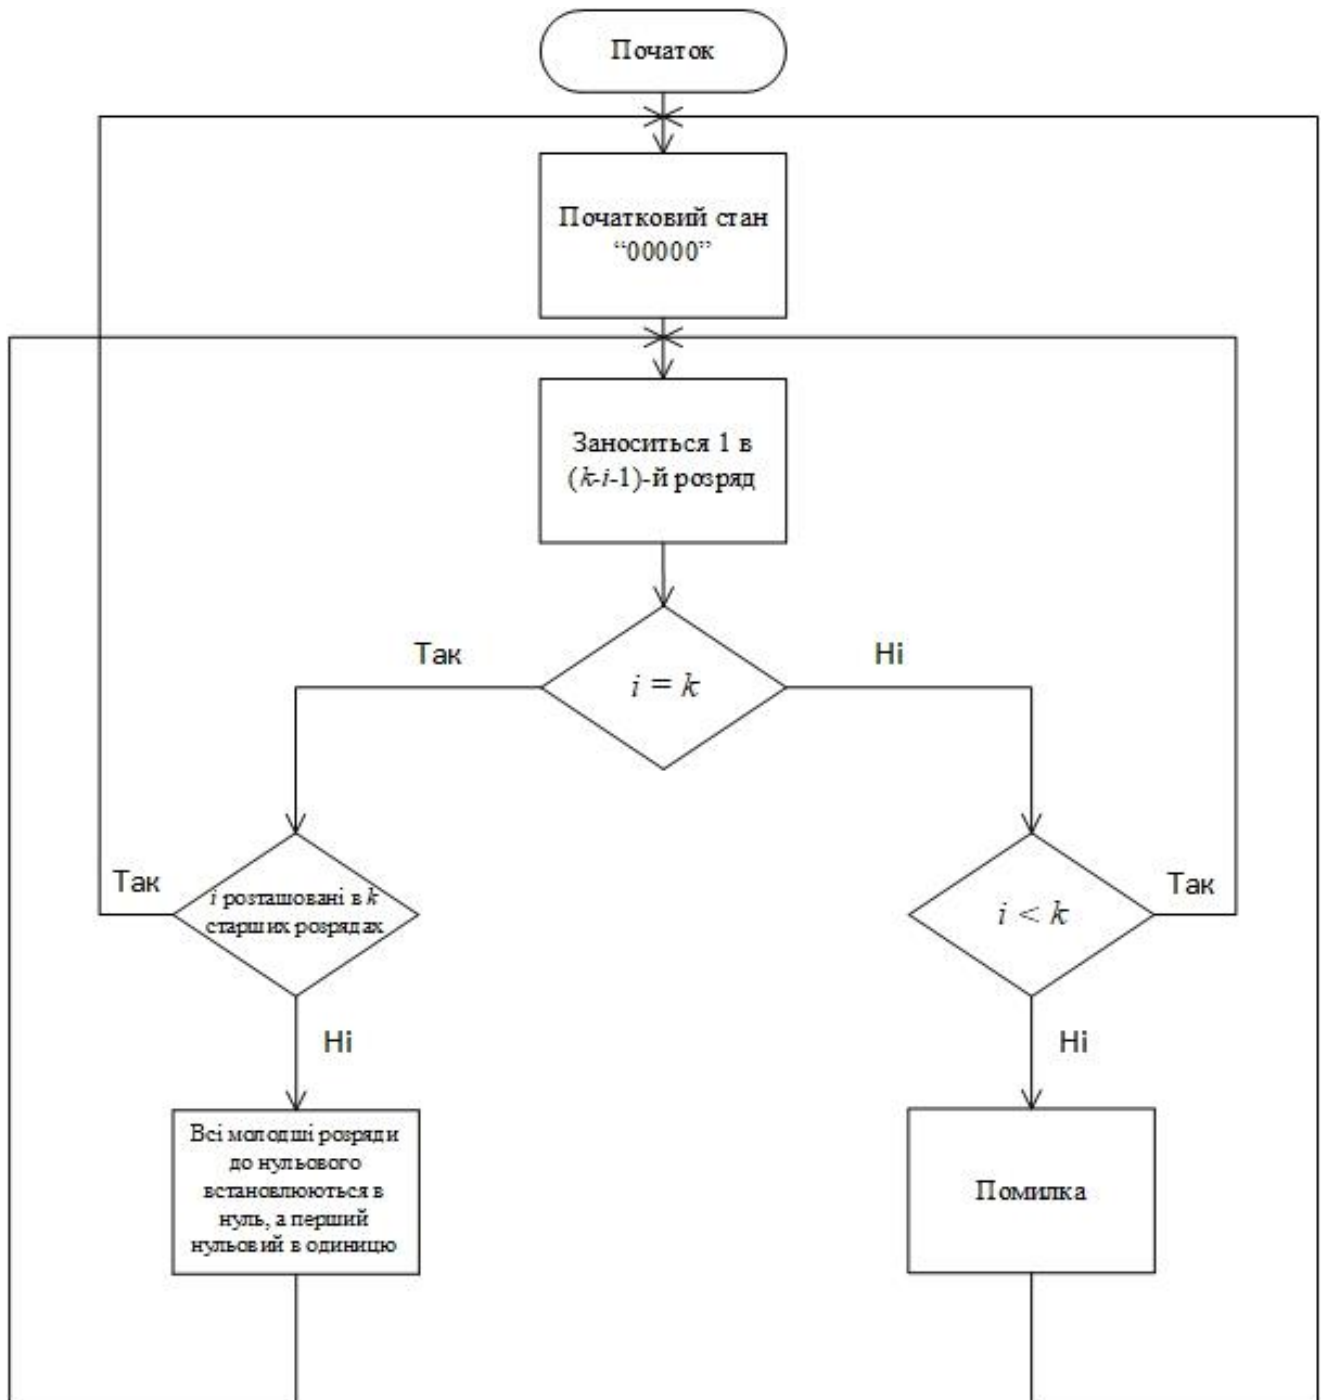 Початок
Початковий стан
“00000”
Заноситься 1 в
(k-i-1)-й розряд
Так
Ні
i = k
Так
i розташовані в k
старших розрядах
i < k
Так
Ні
Ні
Всі молодші розряди
до нульового
встановлюються в
нуль, а перший
нульовий в одиницю
Помилка